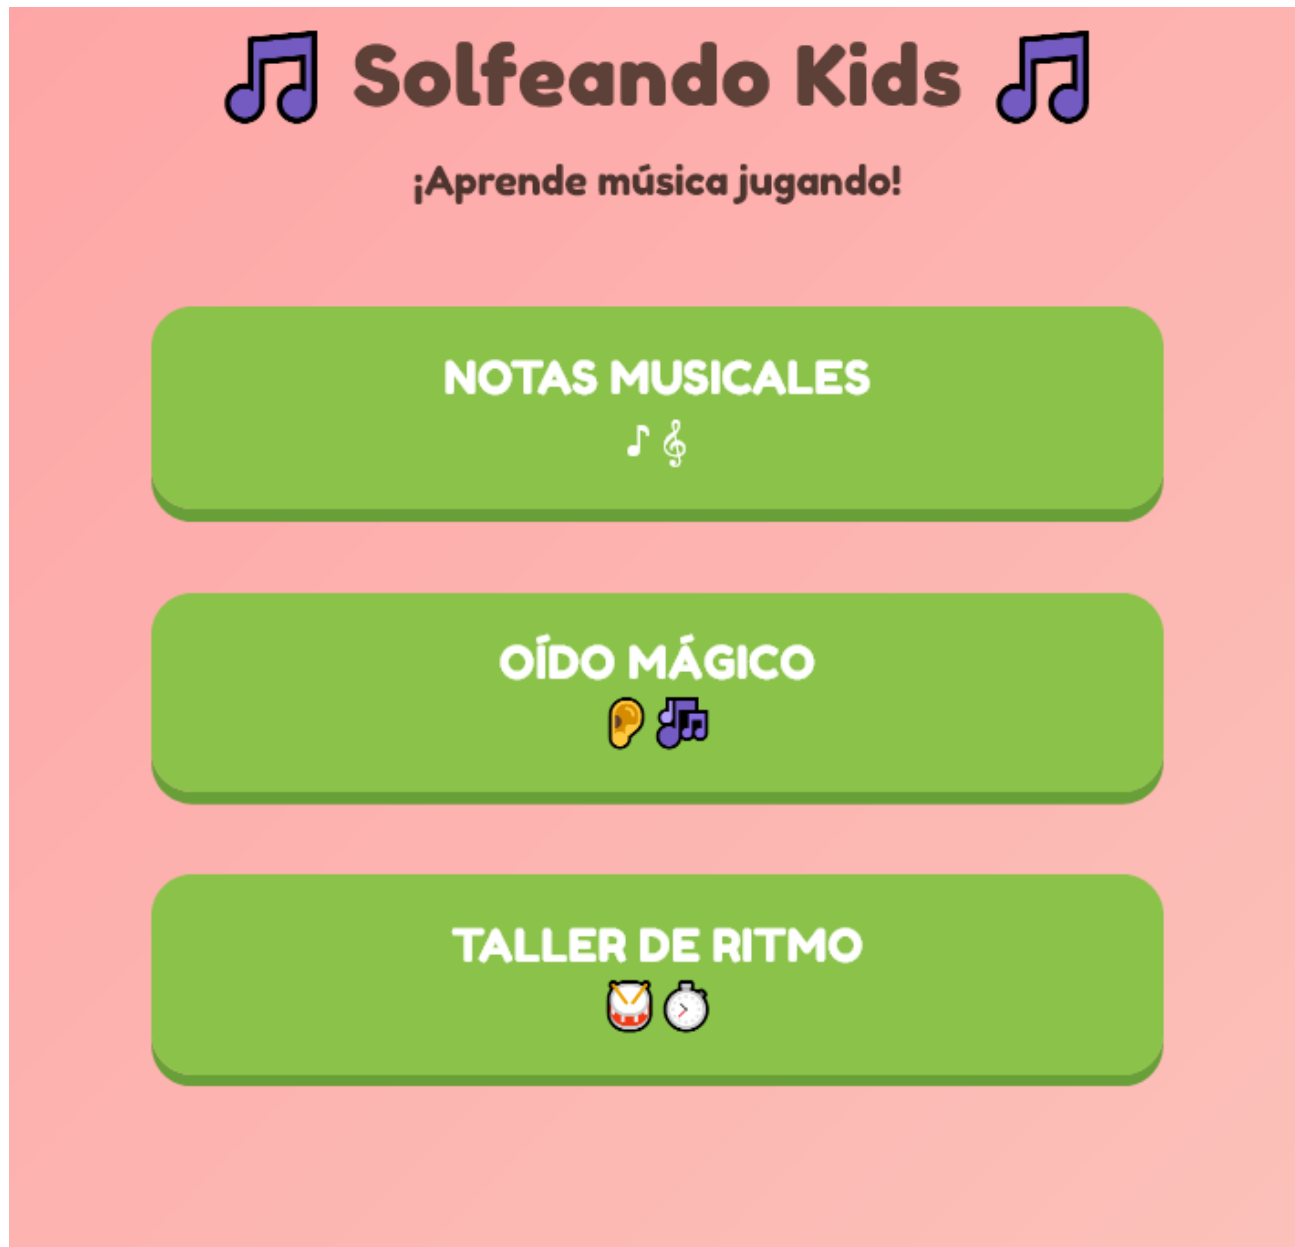 Solfeando Kids
¡Aprende música jugando!
NOTAS MUSICALES
OÍDO MÁGICO
TALLER DE RITMO